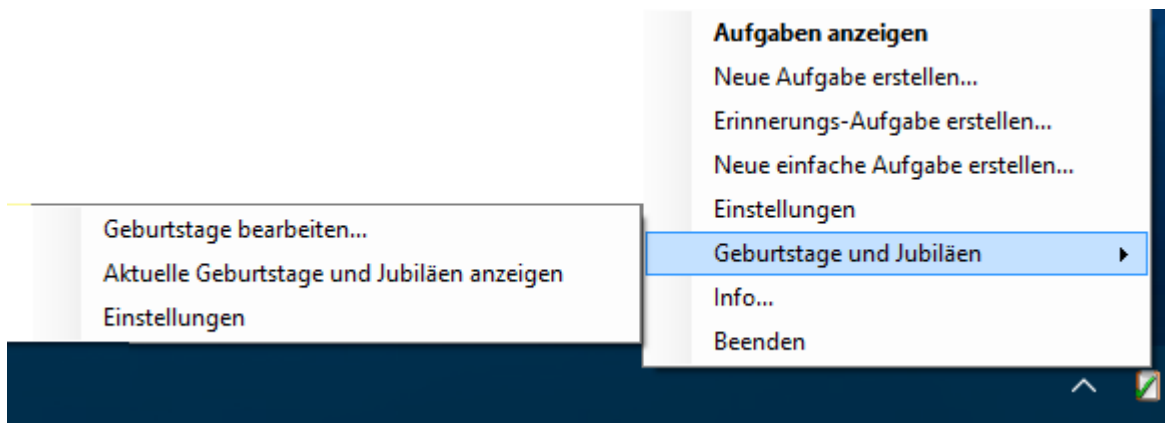 Aufgaben anzeigen
Neue Aufgabe erstellen...
Erinnerungs-Aufgabe erstellen...
Neue einfache Aufgabe erstellen...
Einstellungen
Geburtstage und Jubiläen
Info...
Beenden
Geburtstage bearbeiten...
Aktuelle Geburtstage und Jubiläen anzeigen
Einstellungen